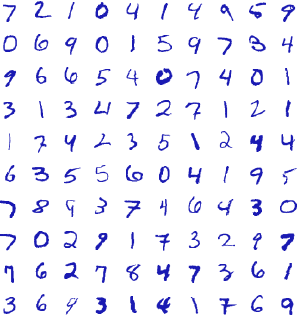 7 2 1 0 4 1 4 9 5 9
0 6 9 0 1 5 9 7 3 4
9 6 6 5 4 0 7 4 0 1
3 1 3 4 7 2 7 1 2 1
1 7 4 2 3 5 1 2 4 4
6 3 5 5 6 0 4 1 9 5
7 8 9 3 7 4 6 4 3 0
7 0 2 9 1 7 3 2 9 7
7 6 2 7 8 4 7 3 6 1
3 6 9 3 1 4 1 7 6 9